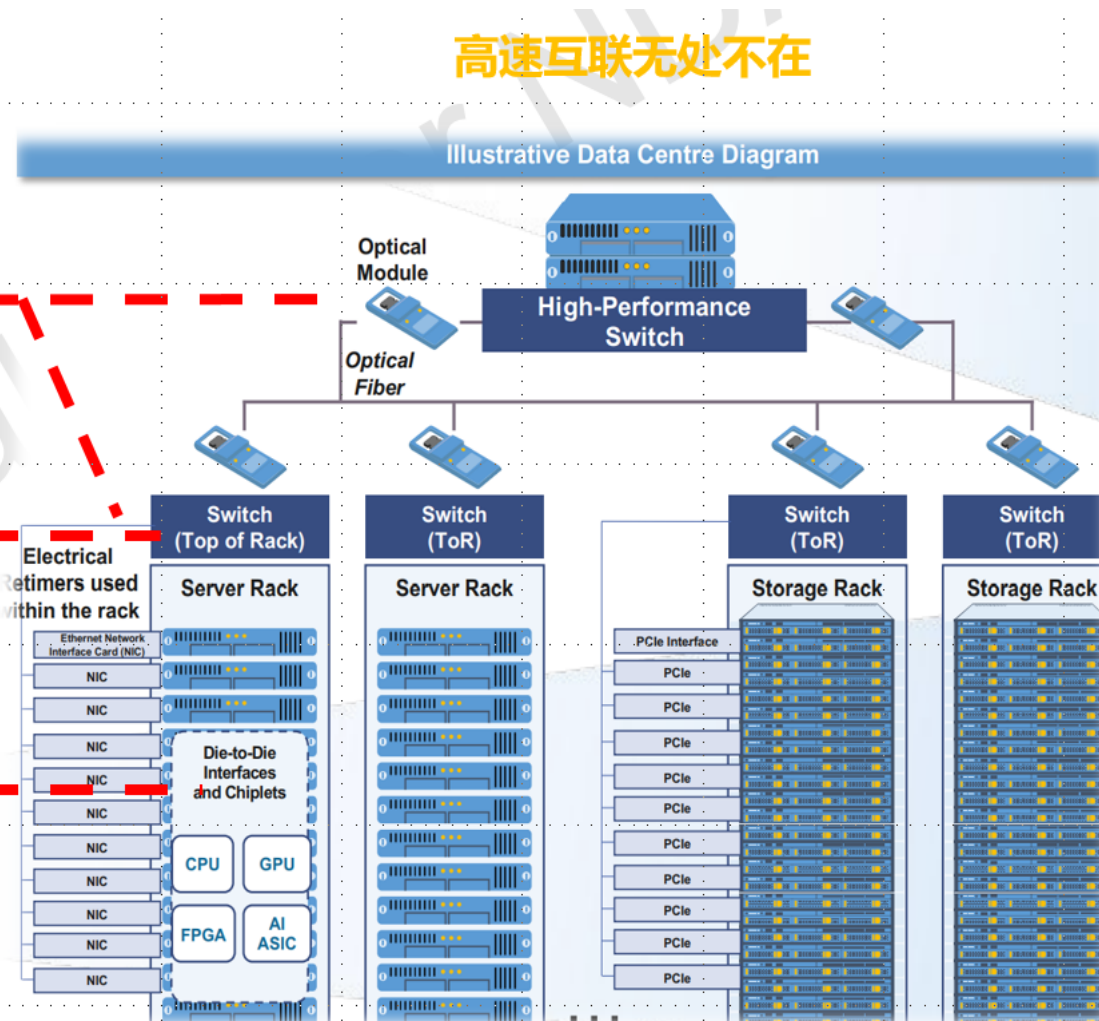 高速互联无处不在
Illustrative Data Centre Diagram
Optical
Module
High-Performance
Switch
Optical
Fiber
Switch
(Top of Rack)
Switch
(ToR)
Switch
(ToR)
Switch
(ToR)
Electrical
Retimers used
within the rack
Server Rack
Server Rack
Storage Rack
Storage Rack
Ethernet Network
Interface Card (NIC)
NIC
NIC
NIC
NIC
NIC
NIC
NIC
NIC
NIC
NIC
Die-to-Die
Interfaces
and Chiplets
CPU
GPU
FPGA
AI
ASIC
PCIe Interface
PCIe
PCIe
PCIe
PCIe
PCIe
PCIe
PCIe
PCIe
PCIe
PCIe